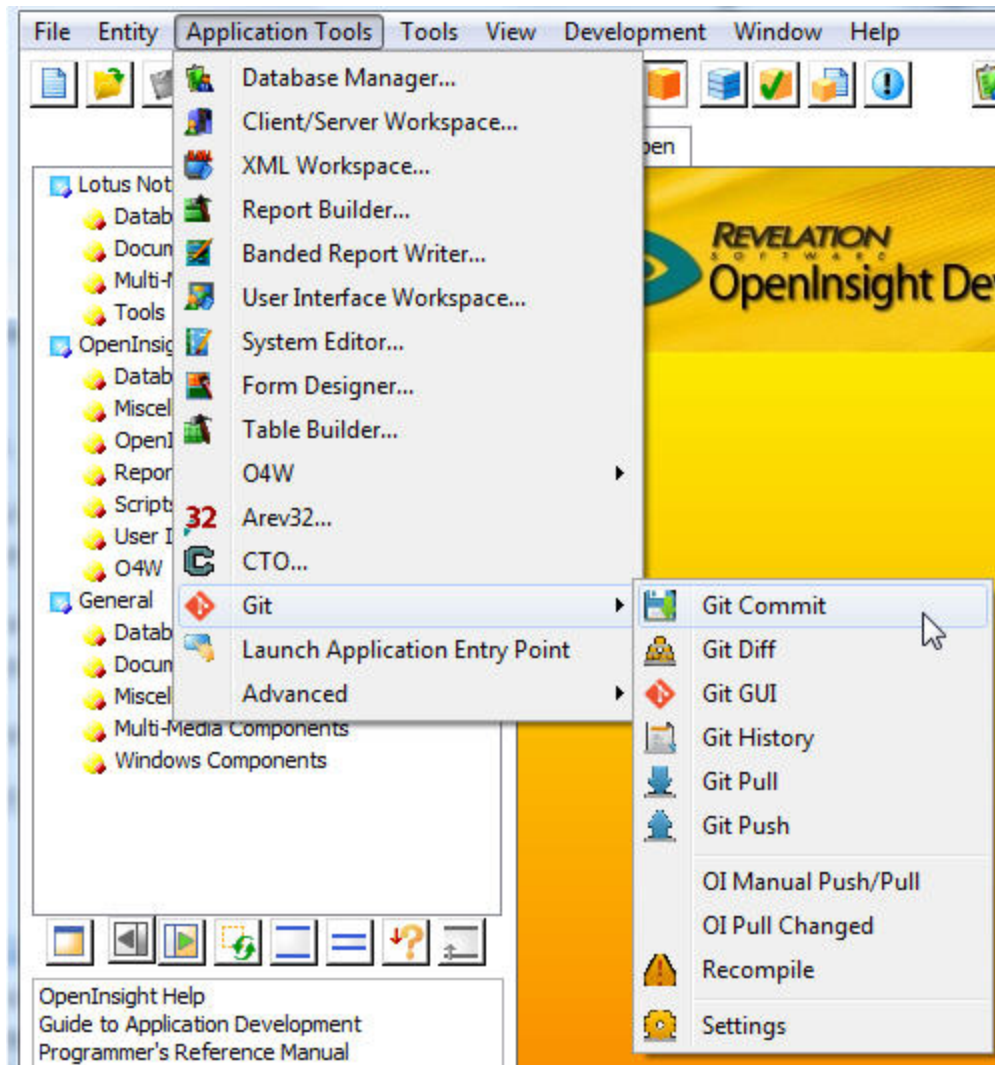 File Entity Application Tools Tools View Development Window Help
Database Manager...
Client/Server Workspace...
XML Workspace...
Report Builder...
Banded Report Writer...
User Interface Workspace...
System Editor...
Form Designer...
Table Builder...
O4W
32 Arev32...
CTO...
Git
Launch Application Entry Point
Advanced
Git Commit
Git Diff
Git GUI
Git History
Git Pull
Git Push
OI Manual Push/Pull
OI Pull Changed
Recompile
Settings
Lotus Not
Datab
Docum
Multi-M
Tools
OpenInsig
Datab
Miscel
OpenI
Repor
Scripts
User I
O4W
General
Datab
Docum
Miscel
Multi-Media Components
Windows Components
pen
REVELATION
SOFTWARE
OpenInsight Dev
OpenInsight Help
Guide to Application Development
Programmer's Reference Manual